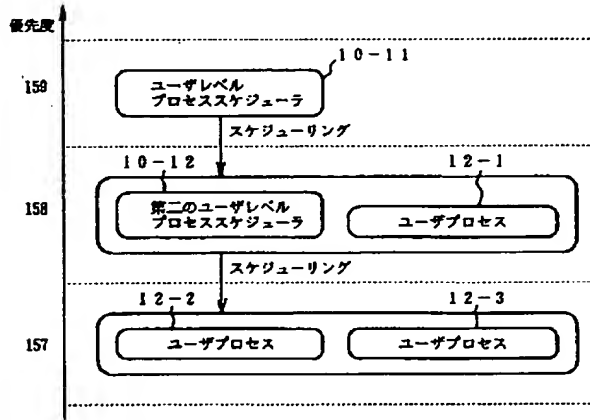 優先度
10-11
159
ユーザレベル
プロセススケジューラ
スケジューリング
10-12
12-1
158
第二のユーザレベル
プロセススケジューラ
ユーザプロセス
スケジューリング
12-2
12-3
157
ユーザプロセス
ユーザプロセス